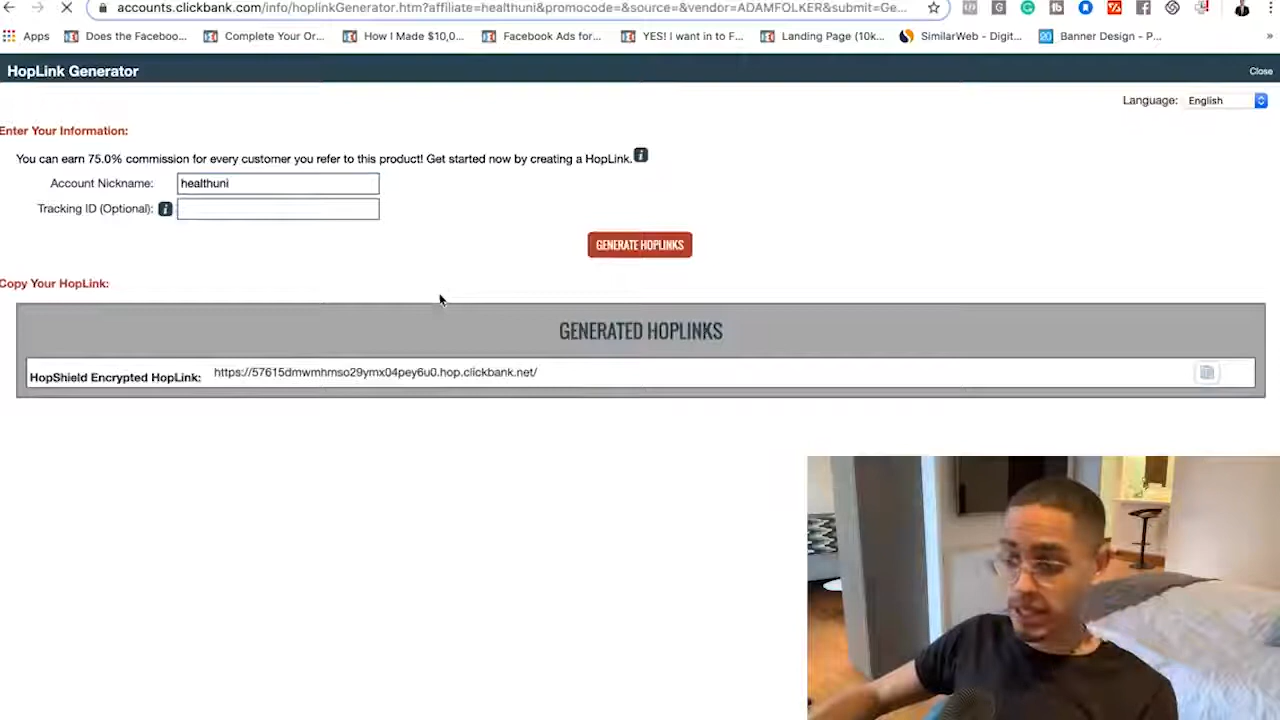 accounts.clickbank.com/info/hoplinkGenerator.htm?affiliate=healthuni&promocode=&source=&vendor=ADAMFOLKER&submit=Ge...
Apps Does the Faceboo... Complete Your Or... How I Made $10,0... Facebook Ads for... YES! I want in to F... Landing Page (10k... SimilarWeb - Digit... 20 Banner Design - P... »
HopLink Generator Close
Language: English
Enter Your Information:
You can earn 75.0% commission for every customer you refer to this product! Get started now by creating a HopLink.
Account Nickname: healthuni
Tracking ID (Optional):
GENERATE HOPLINKS
Copy Your HopLink:
GENERATED HOPLINKS
HopShield Encrypted HopLink: https://57615dmwmhmso29ymx04pey6u0.hop.clickbank.net/